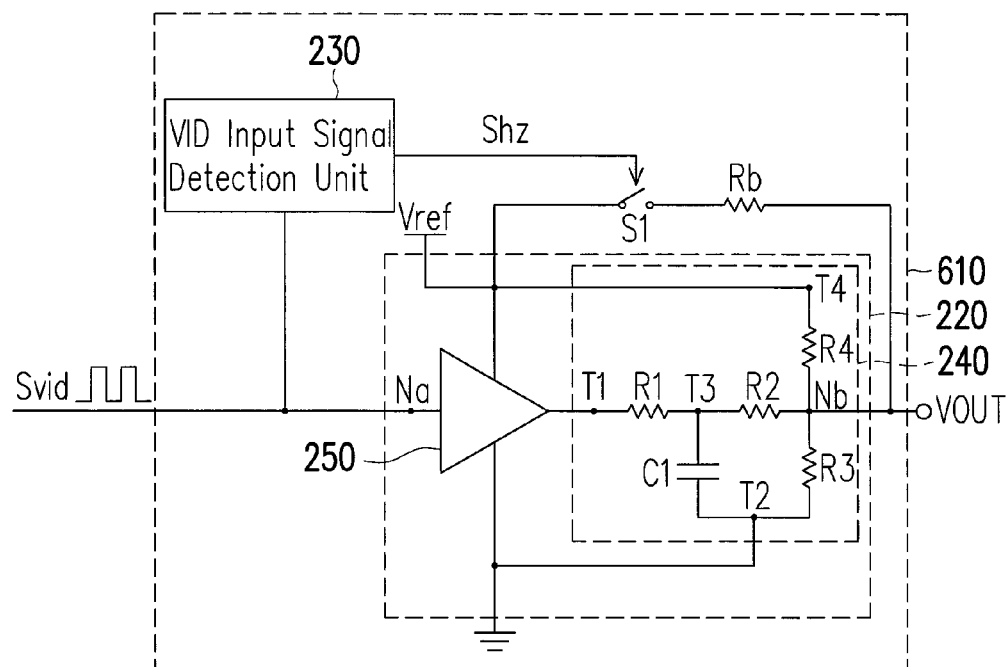 230
VID Input Signal
Detection Unit
Shz
Rb
S1
Vref
610
T4
220
R4
240
Svid
Na
T1
R1
T3
R2
Nb
VOUT
250
C1
R3
T2